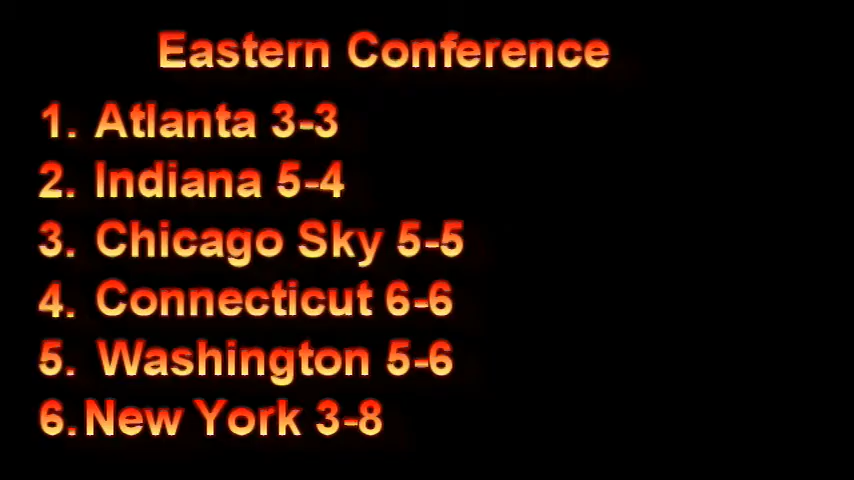 Eastern Conference
1. Atlanta 3-3
2. Indiana 5-4
3. Chicago Sky 5-5
4. Connecticut 6-6
5. Washington 5-6
6. New York 3-8